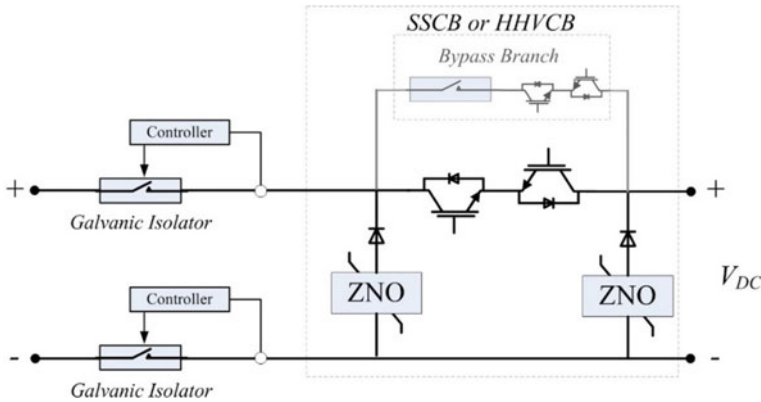 SSCB or HHVCB
Bypass Branch
Controller
+
+
Galvanic Isolator
ZNO
ZNO
V_DC
Controller
-
-
Galvanic Isolator